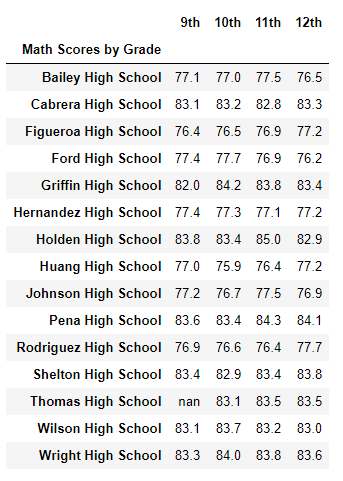 9th 10th 11th 12th
Math Scores by Grade
Bailey High School 77.1 77.0 77.5 76.5
Cabrera High School 83.1 83.2 82.8 83.3
Figueroa High School 76.4 76.5 76.9 77.2
Ford High School 77.4 77.7 76.9 76.2
Griffin High School 82.0 84.2 83.8 83.4
Hernandez High School 77.4 77.3 77.1 77.2
Holden High School 83.8 83.4 85.0 82.9
Huang High School 77.0 75.9 76.4 77.2
Johnson High School 77.2 76.7 77.5 76.9
Pena High School 83.6 83.4 84.3 84.1
Rodriguez High School 76.9 76.6 76.4 77.7
Shelton High School 83.4 82.9 83.4 83.8
Thomas High School nan 83.1 83.5 83.5
Wilson High School 83.1 83.7 83.2 83.0
Wright High School 83.3 84.0 83.8 83.6